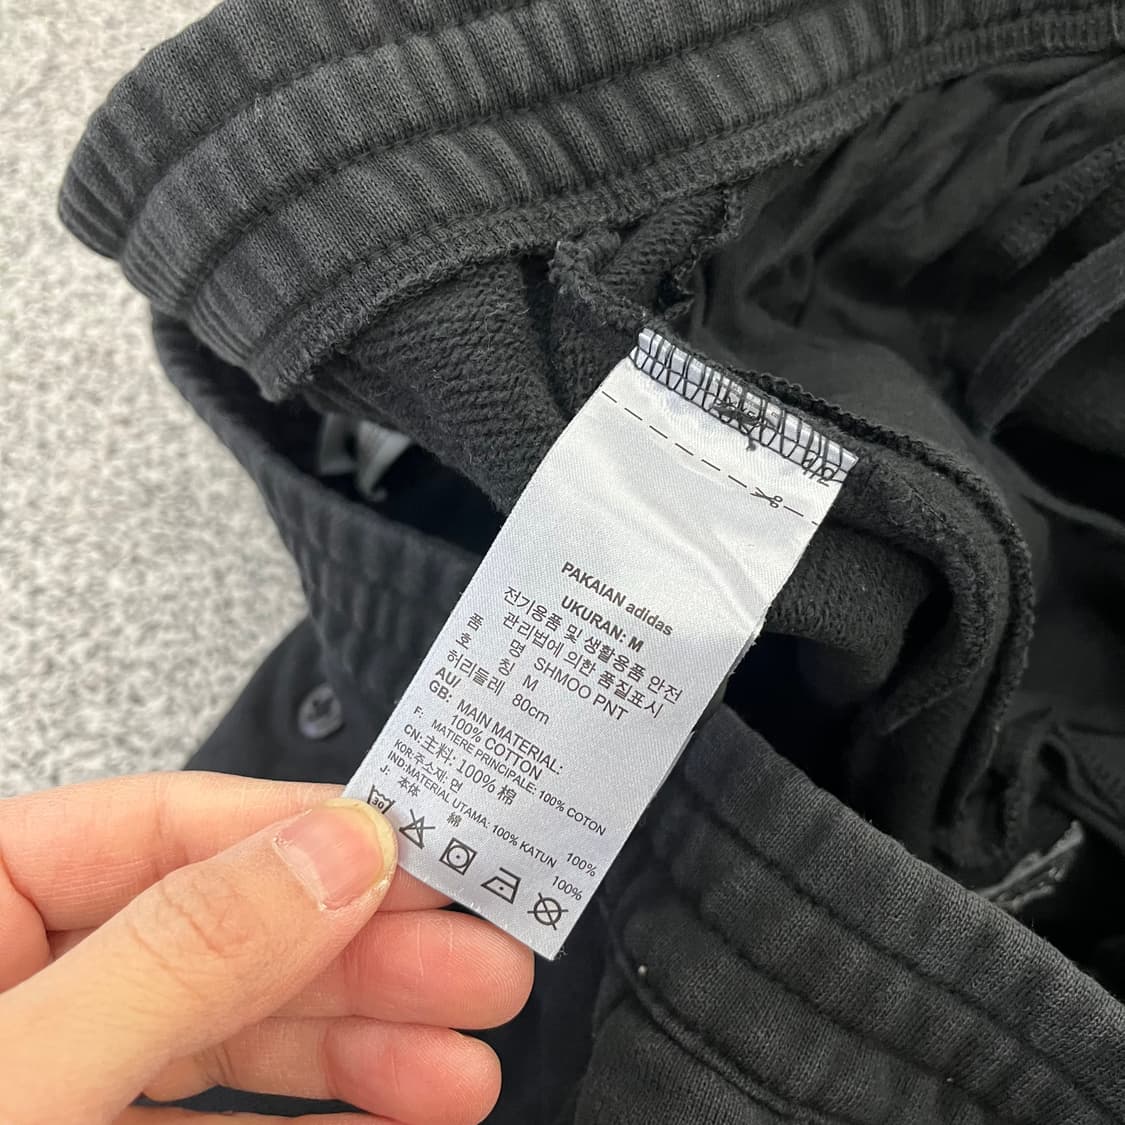 PAKAIAN adidas
UKURAN: M
전기용품 및 생활용품 안전
관리법에 의한 품질표시
품 명 SHMOO PNT
호 칭 M
허리둘레 80cm
AU/
GB: MAIN MATERIAL:
100% COTTON
F: MATIERE PRINCIPALE: 100% COTON
CN: 主料: 100% 棉
KOR: 주소재: 면 100%
IND:MATERIAL UTAMA: 100% KATUN
J: 本体 綿 100%
30